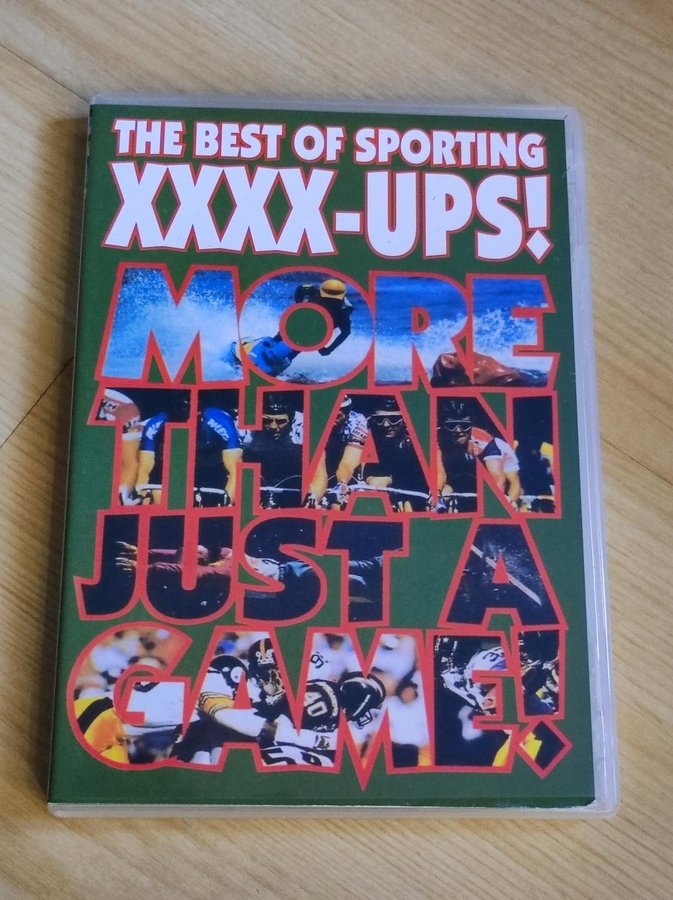 THE BEST OF SPORTING
XXXX-UPS!
MORE
THAN
JUST A
GAME!